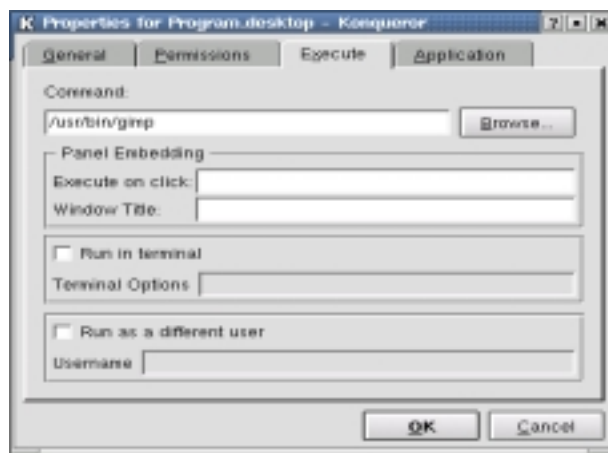 Properties for Program.desktop - Konqueror
General Permissions Execute Application
Command:
/usr/bin/gimp Browse...
Panel Embedding
Execute on click:
Window Title:
Run in terminal
Terminal Options
Run as a different user
Username
OK Cancel